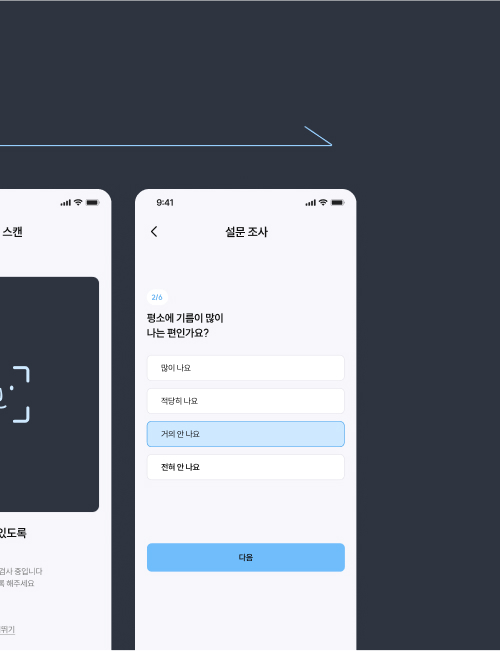 스캔
있도록
검사 중입니다
록 해주세요
뛰기
9:41
설문 조사
2/6
평소에 기름이 많이
나는 편인가요?
많이 나요
적당히 나요
거의 안 나요
전혀 안 나요
다음